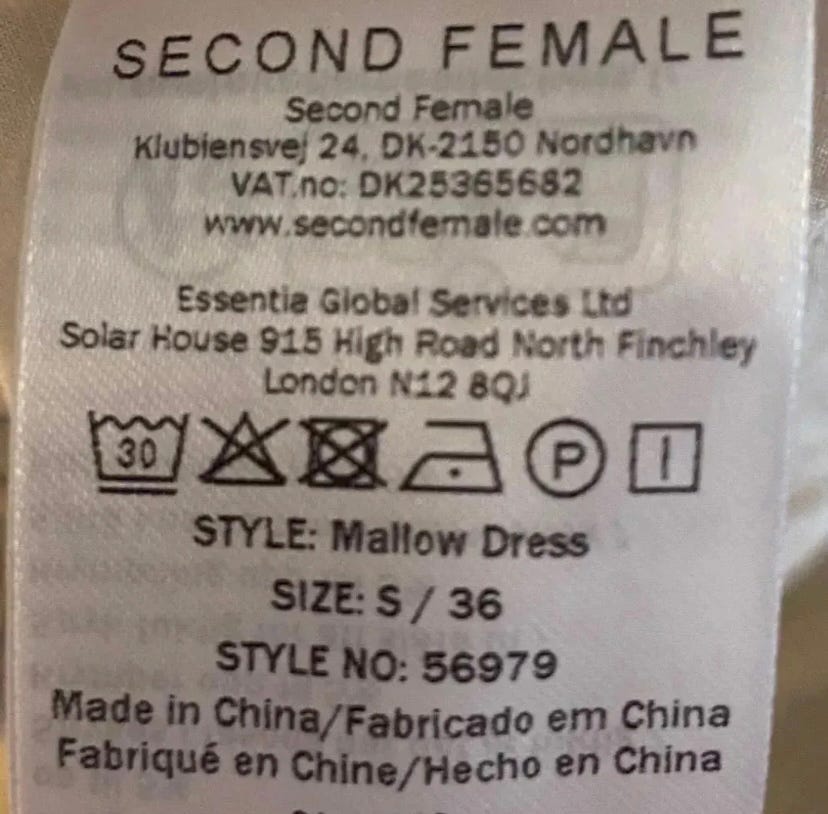 SECOND FEMALE
Second Female
Klubiensvej 24, DK-2150 Nordhavn
VAT.no: DK25365682
www.secondfemale.com
Essentia Global Services Ltd
Solar House 915 High Road North Finchley
London N12 8QJ
30 P
STYLE: Mallow Dress
SIZE: S / 36
STYLE NO: 56979
Made in China/Fabricado em China
Fabriqué en Chine/Hecho en China